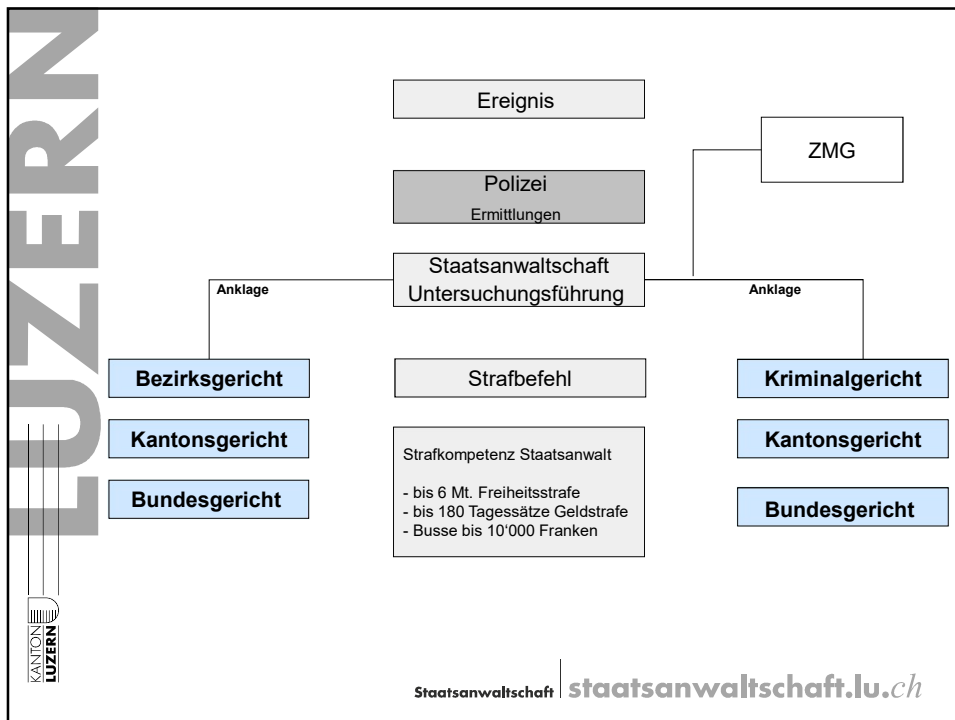 LUZERN
Ereignis
ZMG
Polizei
Ermittlungen
Staatsanwaltschaft
Untersuchungsführung
Anklage
Anklage
Bezirksgericht
Strafbefehl
Kriminalgericht
Kantonsgericht
Kantonsgericht
Strafkompetenz Staatsanwalt
- bis 6 Mt. Freiheitsstrafe
- bis 180 Tagessätze Geldstrafe
- Busse bis 10‘000 Franken
Bundesgericht
Bundesgericht
KANTON
LUZERN
Staatsanwaltschaft
staatsanwaltschaft.lu.ch